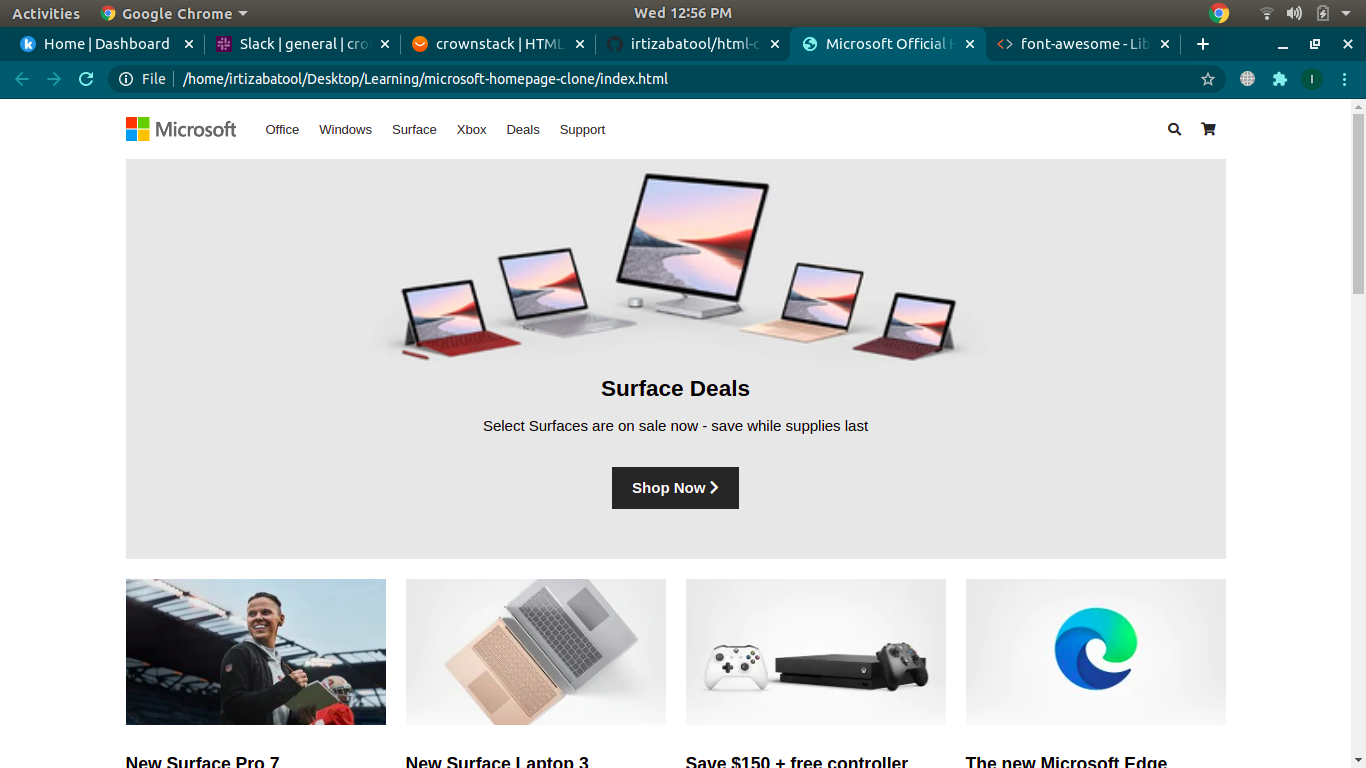 Activities Google Chrome Wed 12:56 PM
Home | Dashboard Slack | general | cro crownstack | HTML irtizabatool/html-c Microsoft Official H font-awesome - Lib
File /home/irtizabatool/Desktop/Learning/microsoft-homepage-clone/index.html I
Microsoft Office Windows Surface Xbox Deals Support
Surface Deals
Select Surfaces are on sale now - save while supplies last
Shop Now
New Surface Pro 7 New Surface Laptop 3 Save $150 + free controller The new Microsoft Edge